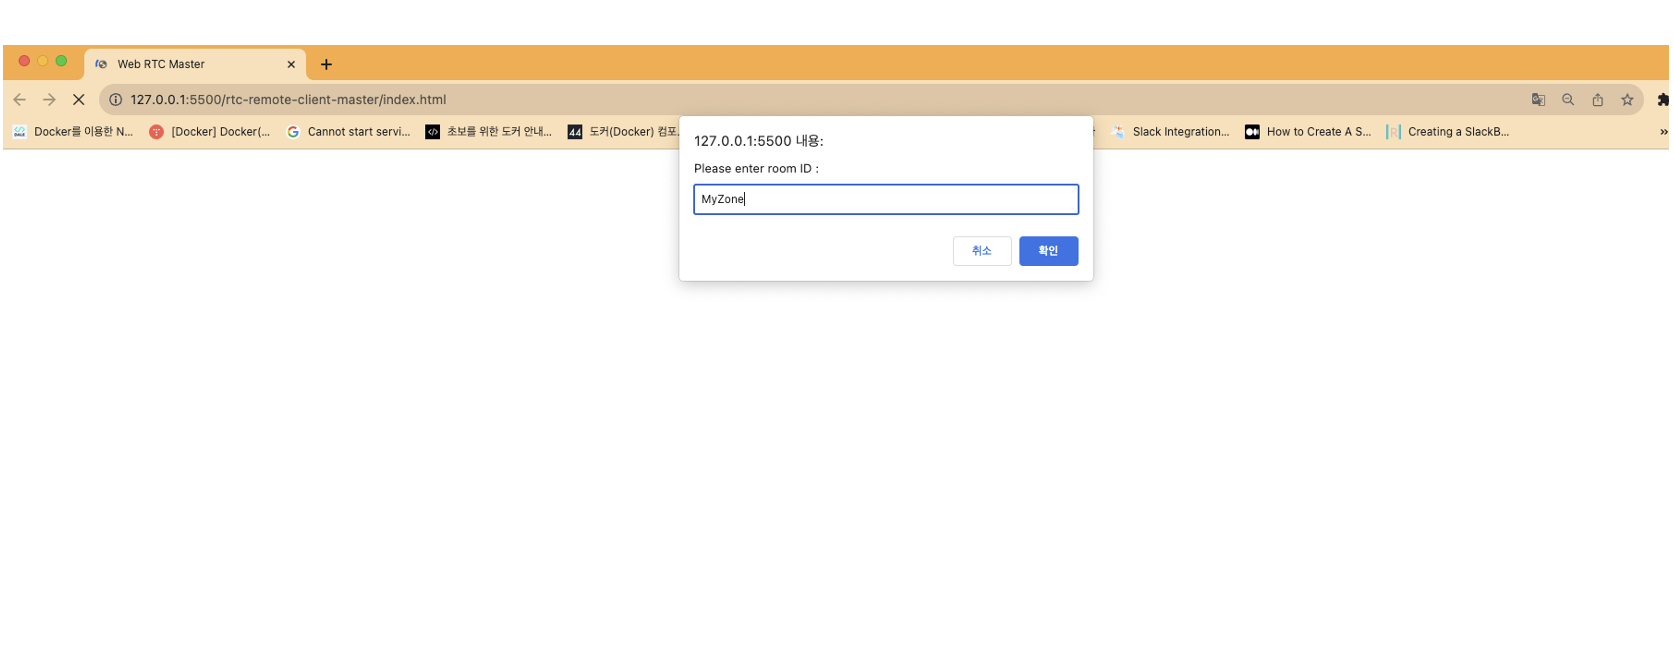 Web RTC Master
127.0.0.1:5500/rtc-remote-client-master/index.html
Docker를 이용한 N... [Docker] Docker(... Cannot start servi... 초보를 위한 도커 안내... 44 도커(Docker) 컴포. Slack Integration... How to Create A S... Creating a SlackB...
127.0.0.1:5500 내용:
Please enter room ID :
MyZone
취소 확인